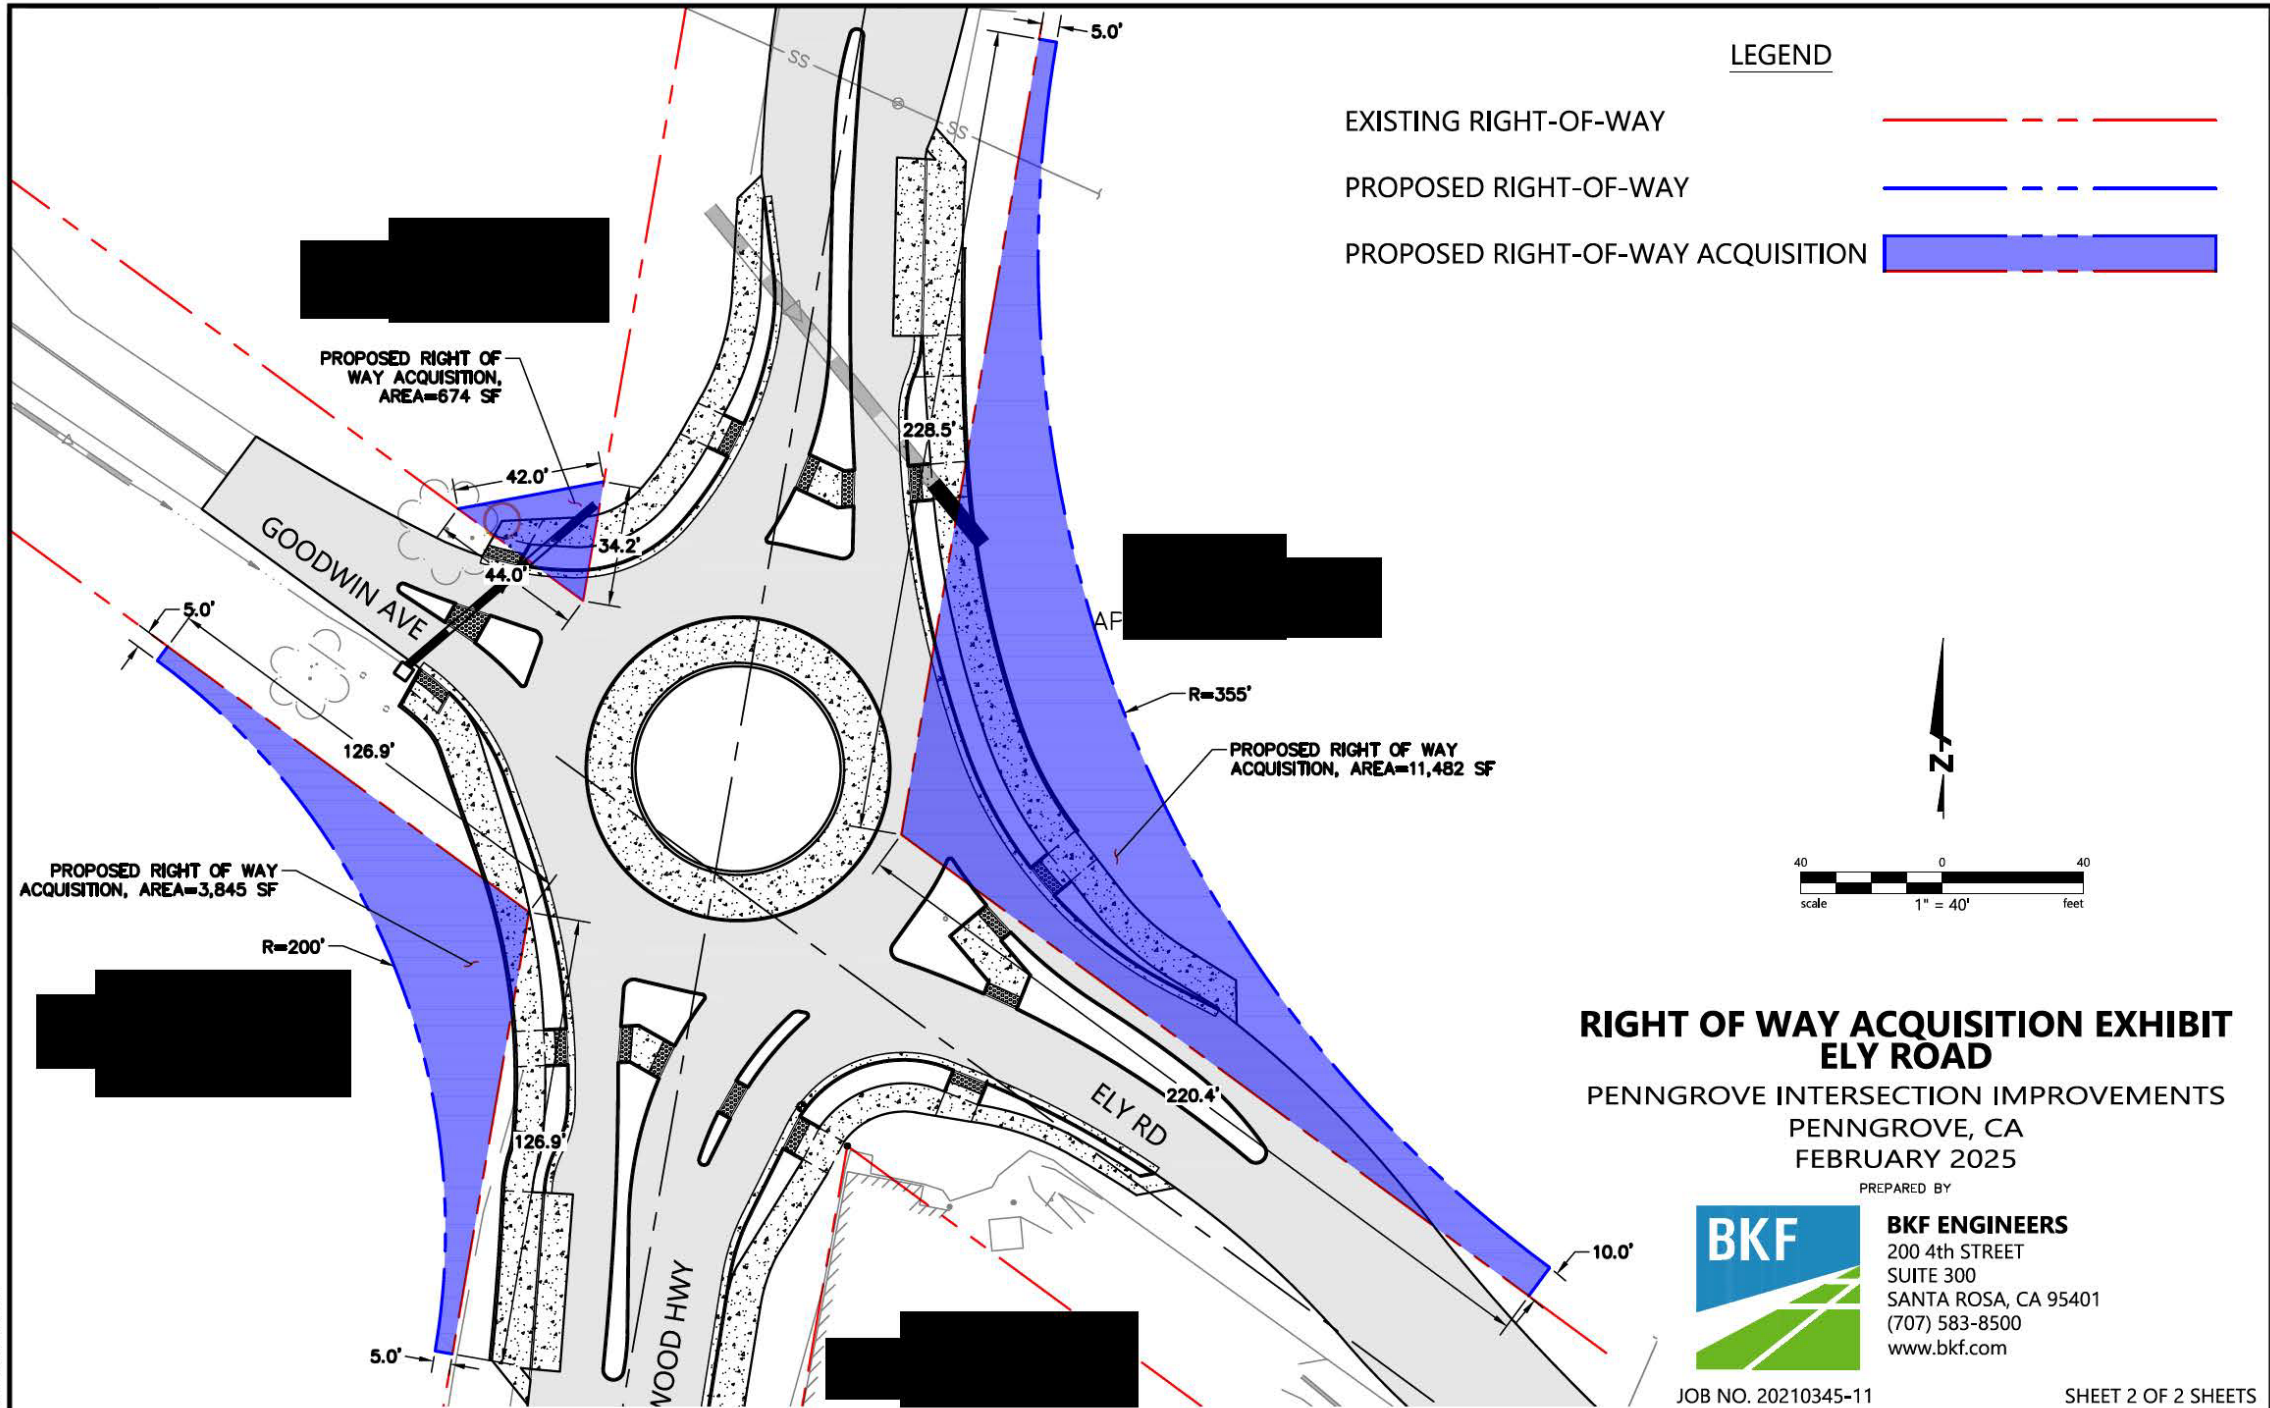 5.0'
SS
SS
LEGEND
EXISTING RIGHT-OF-WAY
PROPOSED RIGHT-OF-WAY
PROPOSED RIGHT-OF-WAY ACQUISITION
PROPOSED RIGHT OF
WAY ACQUISITION,
AREA=674 SF
42.0'
34.2'
44.0'
228.5'
GOODWIN AVE
5.0'
126.9'
AP
R=355'
PROPOSED RIGHT OF WAY
ACQUISITION, AREA=11,482 SF
PROPOSED RIGHT OF WAY
ACQUISITION, AREA=3,845 SF
R=200'
126.9'
5.0'
WOOD HWY
ELY RD
220.4'
10.0'
N
40 0 40
scale 1" = 40' feet
RIGHT OF WAY ACQUISITION EXHIBIT
ELY ROAD
PENNGROVE INTERSECTION IMPROVEMENTS
PENNGROVE, CA
FEBRUARY 2025
PREPARED BY
BKF
BKF ENGINEERS
200 4th STREET
SUITE 300
SANTA ROSA, CA 95401
(707) 583-8500
www.bkf.com
JOB NO. 20210345-11
SHEET 2 OF 2 SHEETS